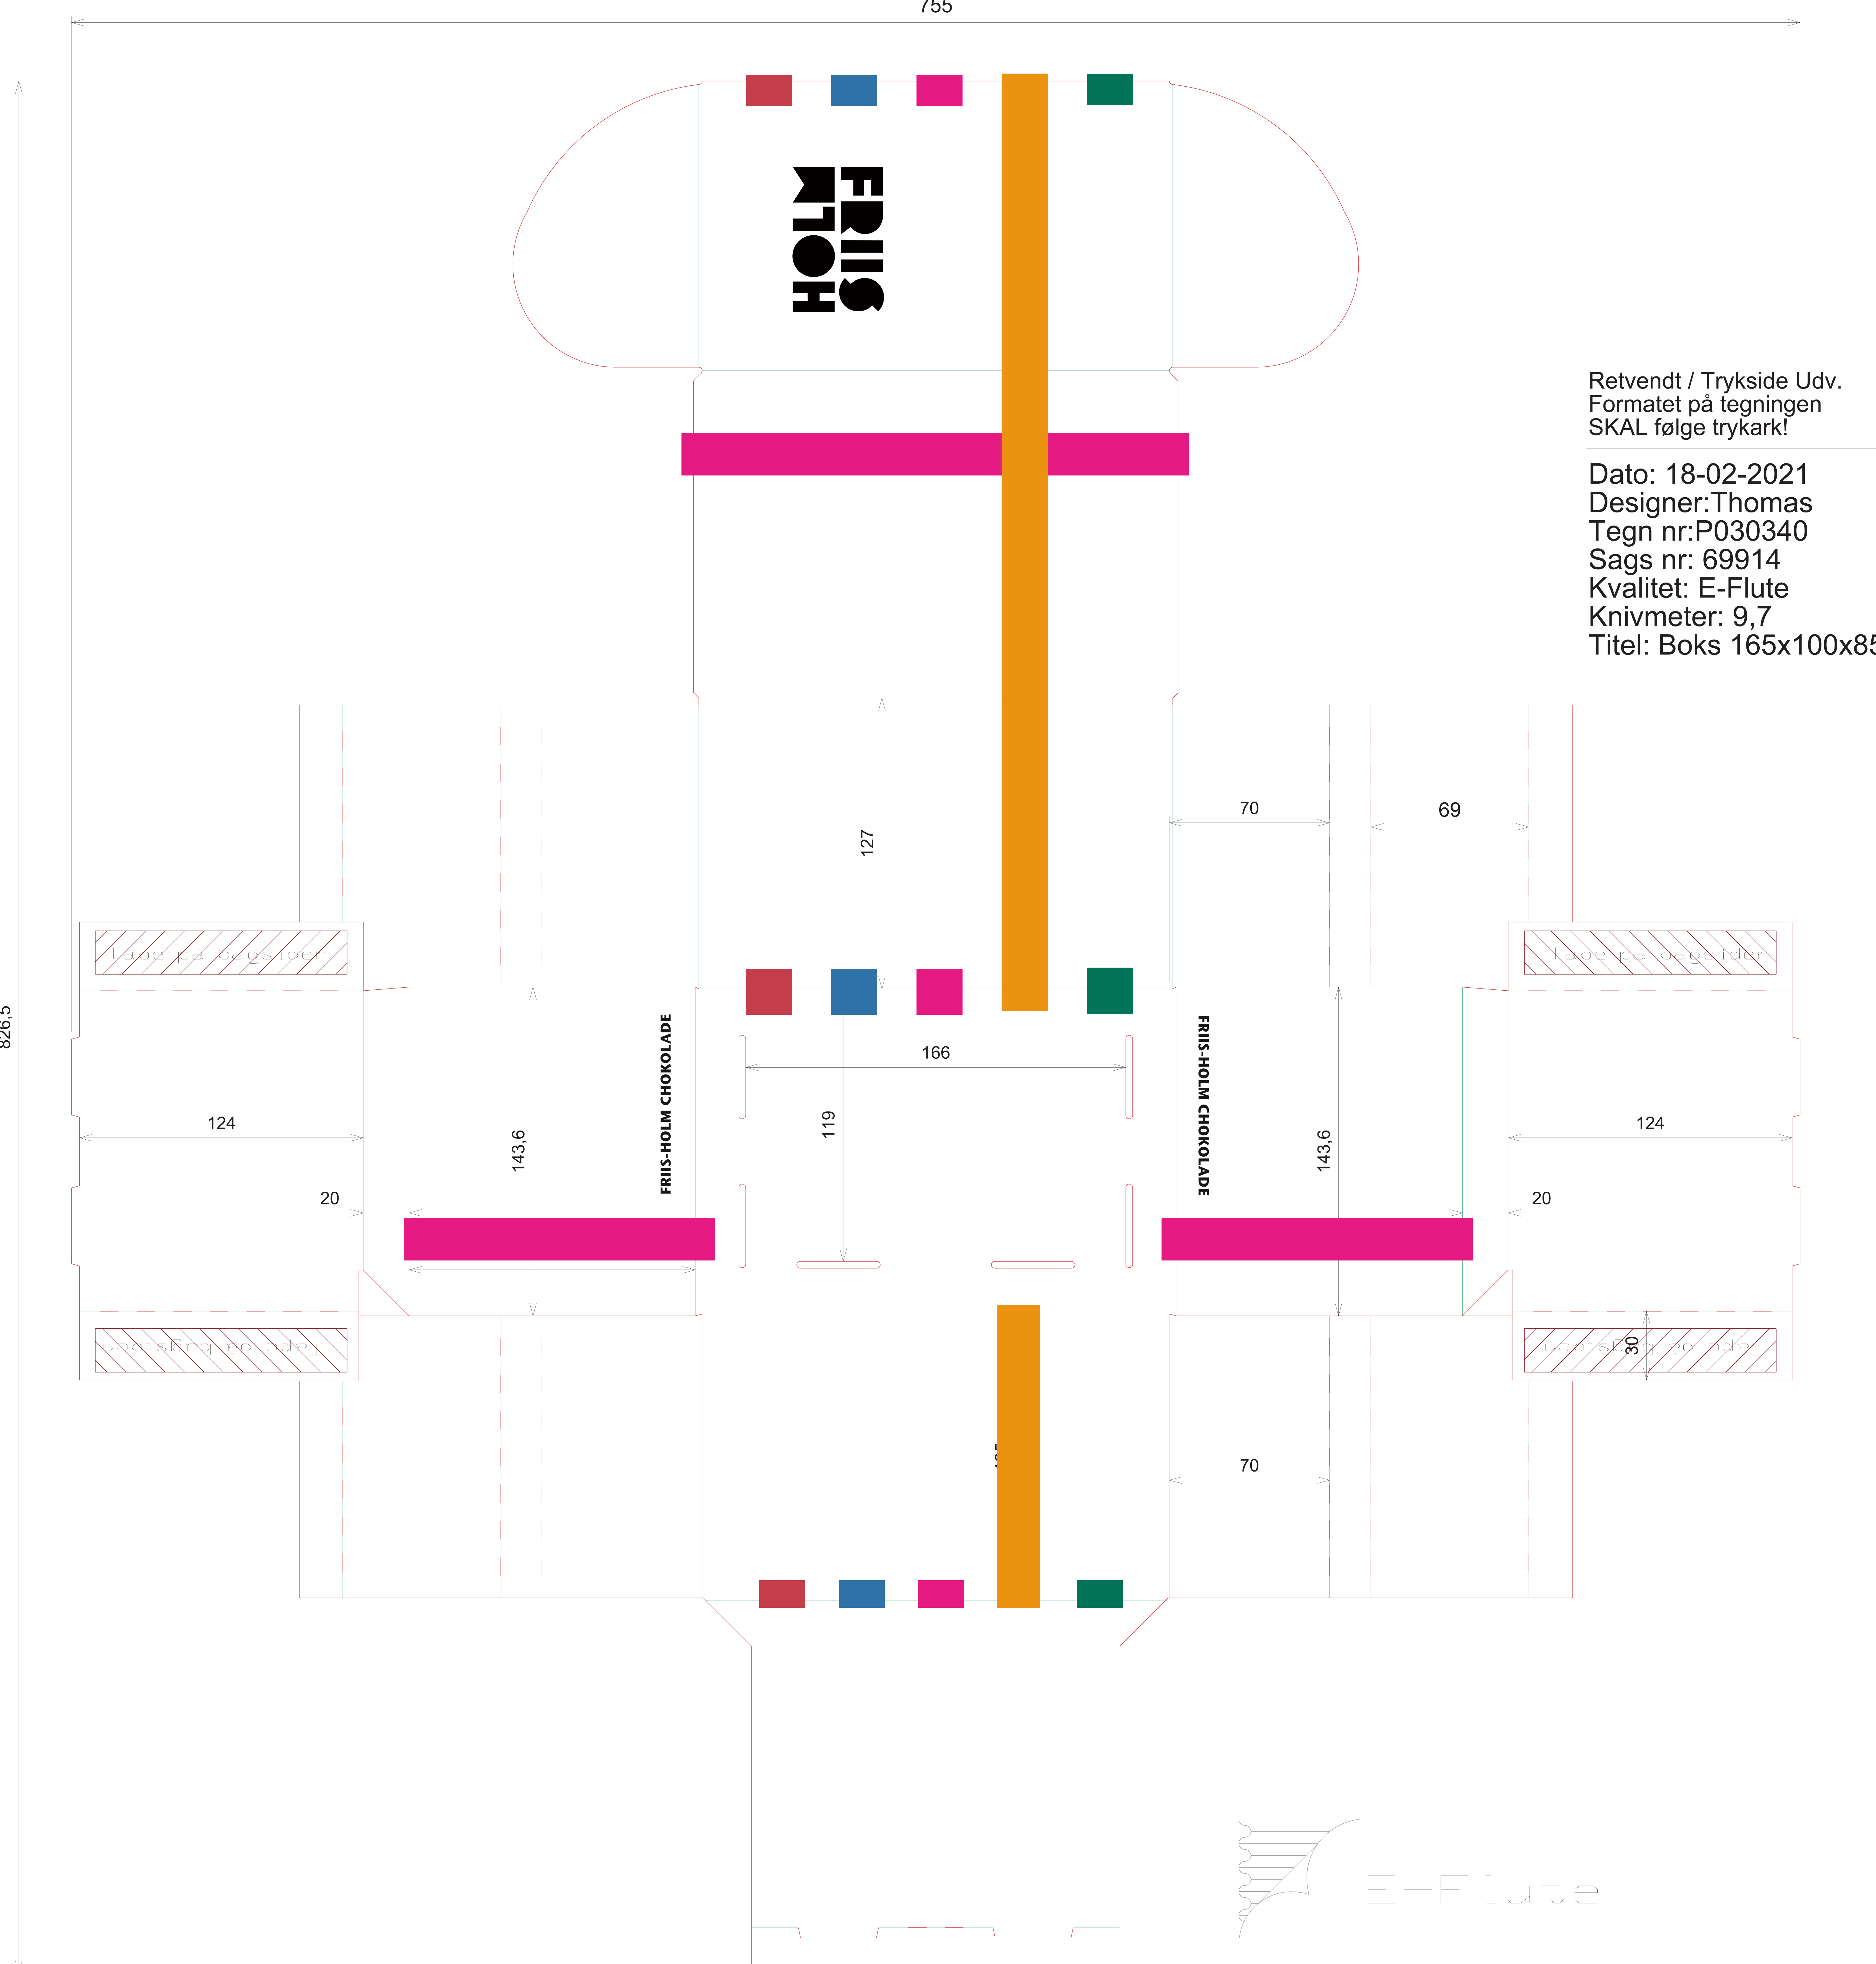 755
FRIIS
HOLM
Retvendt / Trykside Udv.
Formatet på tegningen
SKAL følge trykark!
Dato: 18-02-2021
Designer:Thomas
Tegn nr:P030340
Sags nr: 69914
Kvalitet: E-Flute
Knivmeter: 9,7
Titel: Boks 165x100x85
127
70
69
Tape på bagsiden
Tape på bagsiden
826,5
FRIIS-HOLM CHOKOLADE
FRIIS-HOLM CHOKOLADE
166
119
124
143,6
143,6
124
20
20
Tape på bagsiden
Tape på bagsiden
30
70
E-Flute